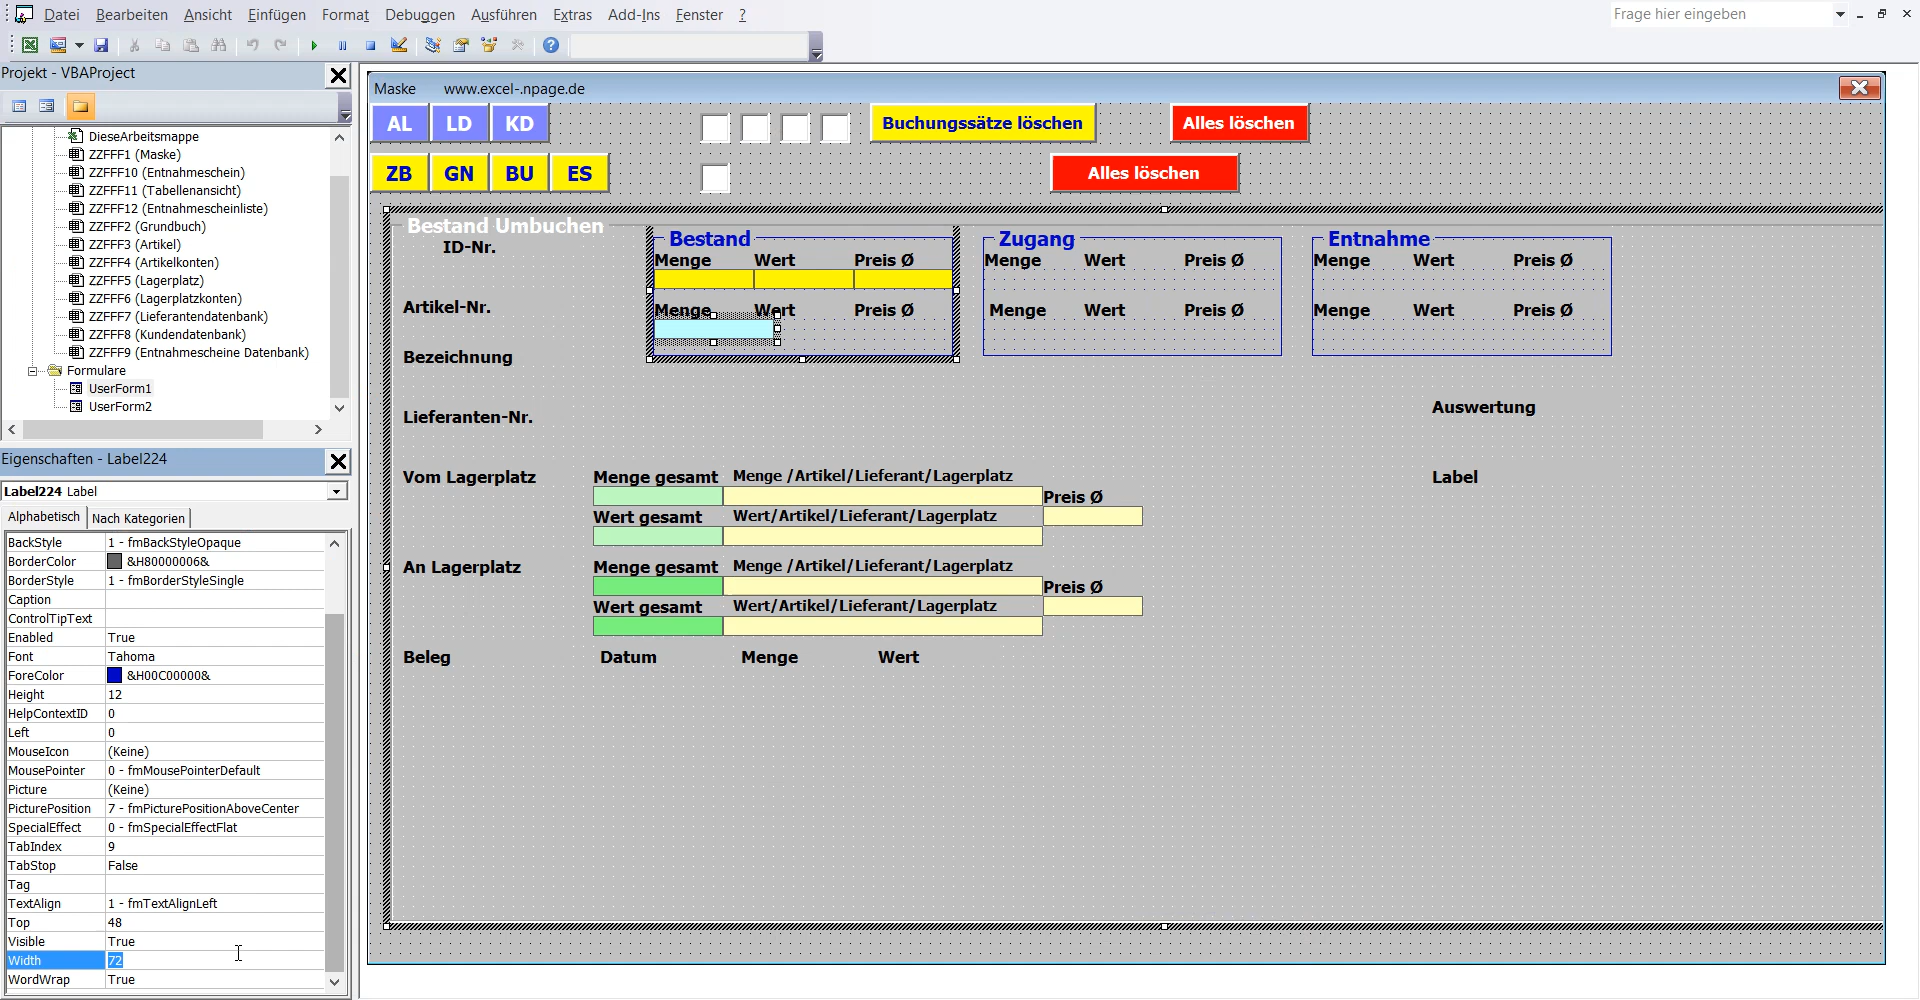 Datei Bearbeiten Ansicht Einfügen Format Debuggen Ausführen Extras Add-Ins Fenster ? Frage hier eingeben
Projekt - VBAProject
DieseArbeitsmappe
ZZFFF1 (Maske)
ZZFFF10 (Entnahmeschein)
ZZFFF11 (Tabellenansicht)
ZZFFF12 (Entnahmescheinliste)
ZZFFF2 (Grundbuch)
ZZFFF3 (Artikel)
ZZFFF4 (Artikelkonten)
ZZFFF5 (Lagerplatz)
ZZFFF6 (Lagerplatzkonten)
ZZFFF7 (Lieferantendatenbank)
ZZFFF8 (Kundendatenbank)
ZZFFF9 (Entnahmescheine Datenbank)
Formulare
UserForm1
UserForm2
Eigenschaften - Label224
Label224 Label
Alphabetisch Nach Kategorien
BackStyle 1 - fmBackStyleOpaque
BorderColor &H80000006&
BorderStyle 1 - fmBorderStyleSingle
Caption
ControlTipText
Enabled True
Font Tahoma
ForeColor &H00C00000&
Height 12
HelpContextID 0
Left 0
MouseIcon (Keine)
MousePointer 0 - fmMousePointerDefault
Picture (Keine)
PicturePosition 7 - fmPicturePositionAboveCenter
SpecialEffect 0 - fmSpecialEffectFlat
TabIndex 9
TabStop False
Tag
TextAlign 1 - fmTextAlignLeft
Top 48
Visible True
Width 72
WordWrap True
Maske www.excel-.npage.de
AL LD KD Buchungssätze löschen Alles löschen
ZB GN BU ES Alles löschen
Bestand Umbuchen
ID-Nr.
Bestand Zugang Entnahme
Menge Wert Preis Ø Menge Wert Preis Ø Menge Wert Preis Ø
Artikel-Nr. Menge Wert Preis Ø Menge Wert Preis Ø Menge Wert Preis Ø
Bezeichnung
Auswertung
Lieferanten-Nr.
Vom Lagerplatz Menge gesamt Menge /Artikel/Lieferant/Lagerplatz Label
Preis Ø
Wert gesamt Wert/Artikel/Lieferant/Lagerplatz
An Lagerplatz Menge gesamt Menge /Artikel/Lieferant/Lagerplatz
Preis Ø
Wert gesamt Wert/Artikel/Lieferant/Lagerplatz
Beleg Datum Menge Wert